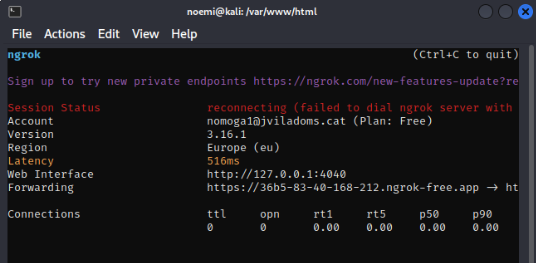 noemi@kali: /var/www/html
File Actions Edit View Help
ngrok (Ctrl+C to quit)
Sign up to try new private endpoints https://ngrok.com/new-features-update?re
Session Status reconnecting (failed to dial ngrok server with
Account nomoga1@jviladoms.cat (Plan: Free)
Version 3.16.1
Region Europe (eu)
Latency 516ms
Web Interface http://127.0.0.1:4040
Forwarding https://36b5-83-40-168-212.ngrok-free.app → ht
Connections ttl opn rt1 rt5 p50 p90
0 0 0.00 0.00 0.00 0.00